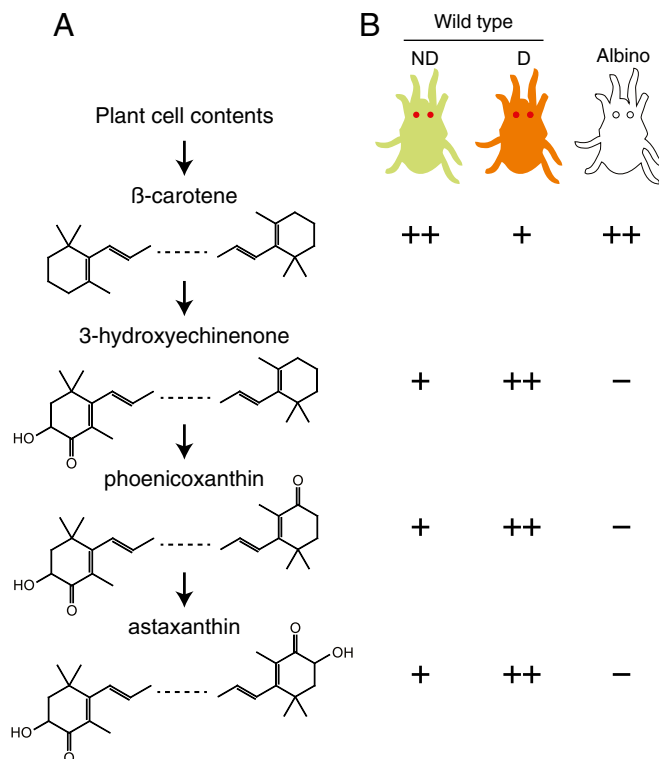 A
B
Wild type
ND
D
Albino
Plant cell contents
ß-carotene
++
+
++
3-hydroxyechinenone
+
++
−
HO
O
phoenicoxanthin
O
+
++
−
HO
O
astaxanthin
O
OH
+
++
−
HO
O